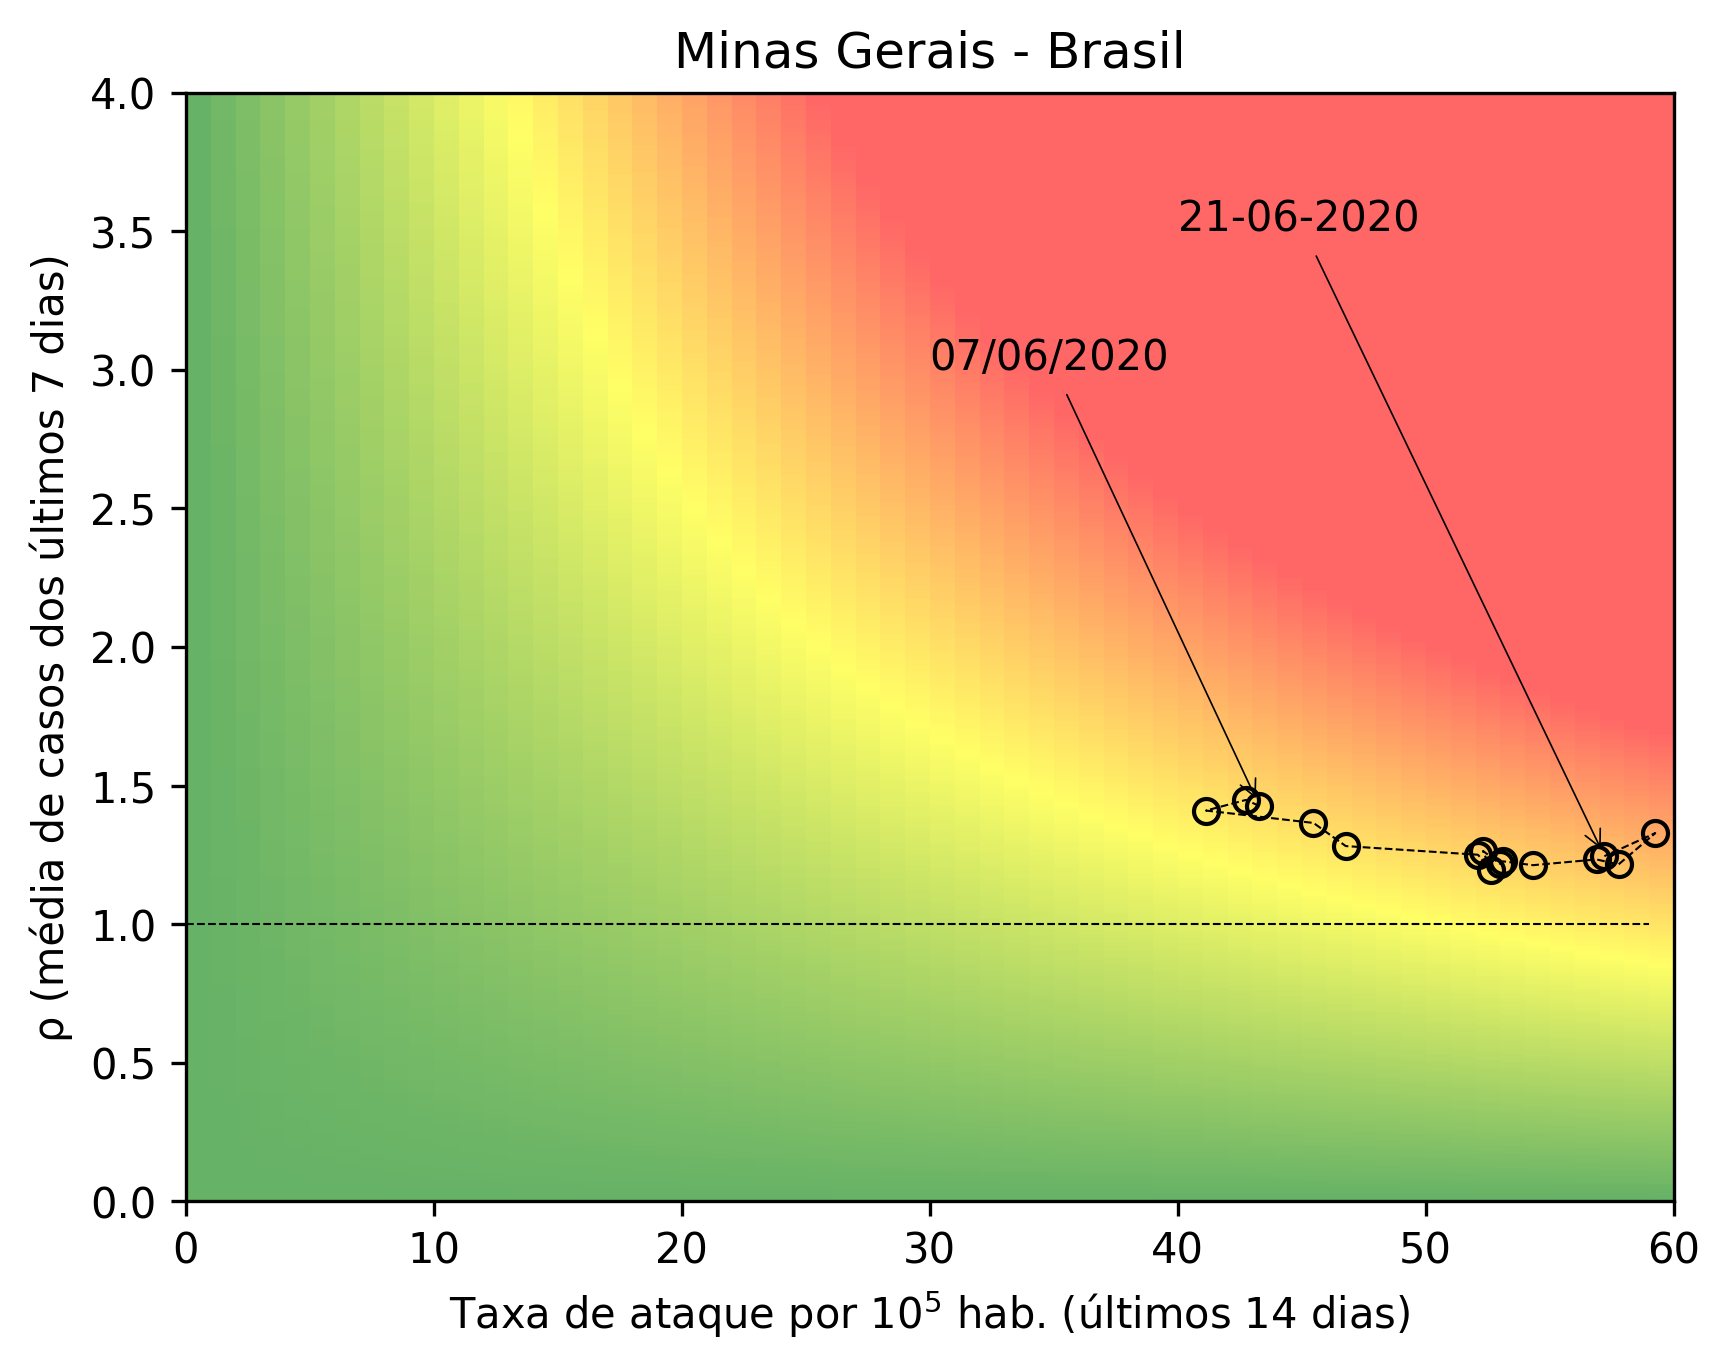 Minas Gerais - Brasil
ρ (média de casos dos últimos 7 dias)
4.0
3.5
3.0
2.5
2.0
1.5
1.0
0.5
0.0
21-06-2020
07/06/2020
0 10 20 30 40 50 60
Taxa de ataque por 10⁵ hab. (últimos 14 dias)